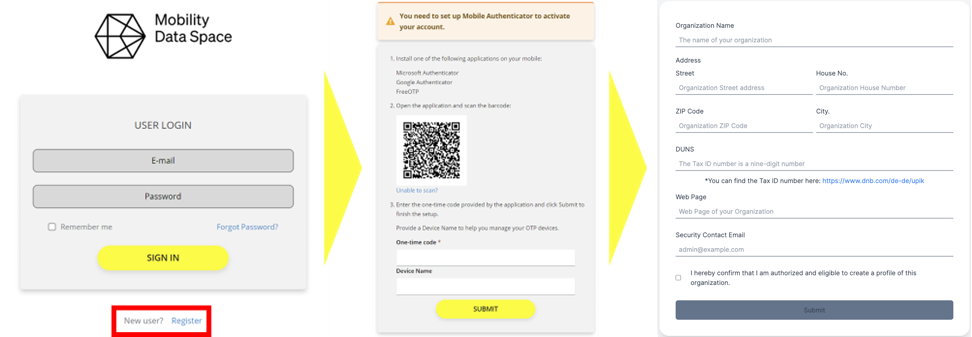 Mobility
Data Space
USER LOGIN
E-mail
Password
Remember me
Forgot Password?
SIGN IN
New user? Register
You need to set up Mobile Authenticator to activate
your account.
1. Install one of the following applications on your mobile:
Microsoft Authenticator
Google Authenticator
FreeOTP
2. Open the application and scan the barcode:
Unable to scan?
3. Enter the one-time code provided by the application and click Submit to
finish the setup.
Provide a Device Name to help you manage your OTP devices.
One-time code *
Device Name
SUBMIT
Organization Name
The name of your organization
Address
Street
House No.
Organization Street address
Organization House Number
ZIP Code
City.
Organization ZIP Code
Organization City
DUNS
The Tax ID number is a nine-digit number
*You can find the Tax ID number here: https://www.dnb.com/de-de/upik
Web Page
Web Page of your Organization
Security Contact Email
admin@example.com
I hereby confirm that I am authorized and eligible to create a profile of this
organization.
Submit